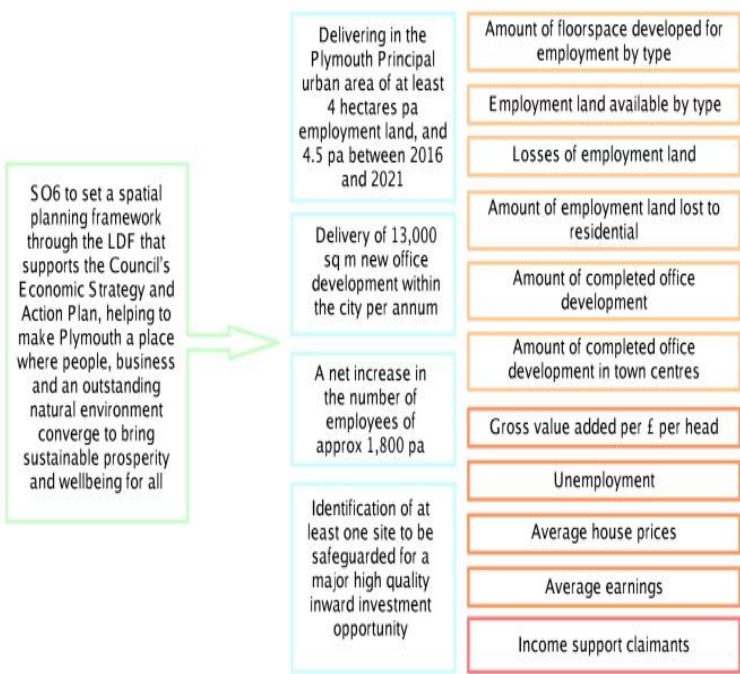 SO6 to set a spatial
planning framework
through the LDF that
supports the Council's
Economic Strategy and
Action Plan, helping to
make Plymouth a place
where people, business
and an outstanding
natural environment
converge to bring
sustainable prosperity
and wellbeing for all
Delivering in the
Plymouth Principal
urban area of at least
4 hectares pa
employment land, and
4.5 pa between 2016
and 2021
Delivery of 13,000
sq m new office
development within
the city per annum
A net increase in
the number of
employees of
approx 1,800 pa
Identification of at
least one site to be
safeguarded for a
major high quality
inward investment
opportunity
Amount of floorspace developed for
employment by type
Employment land available by type
Losses of employment land
Amount of employment land lost to
residential
Amount of completed office
development
Amount of completed office
development in town centres
Gross value added per £ per head
Unemployment
Average house prices
Average earnings
Income support claimants